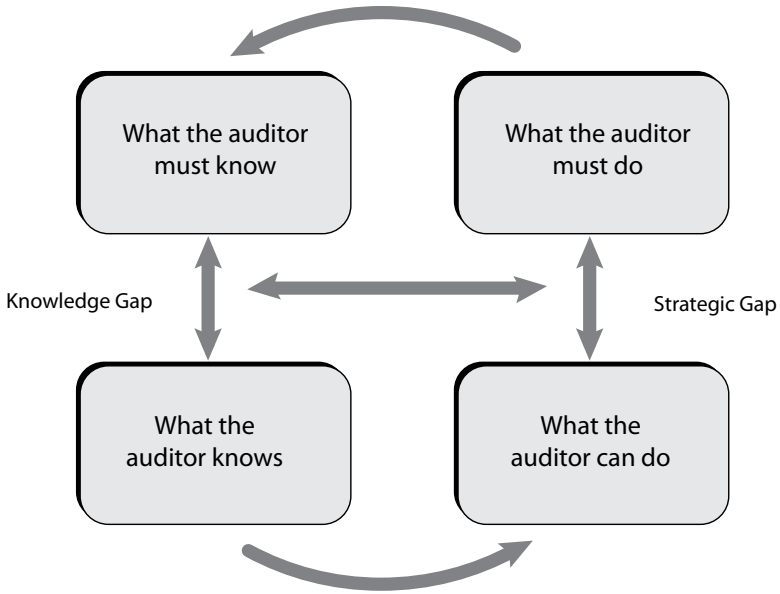 What the auditor
must know
What the auditor
must do
Knowledge Gap
Strategic Gap
What the
auditor knows
What the
auditor can do